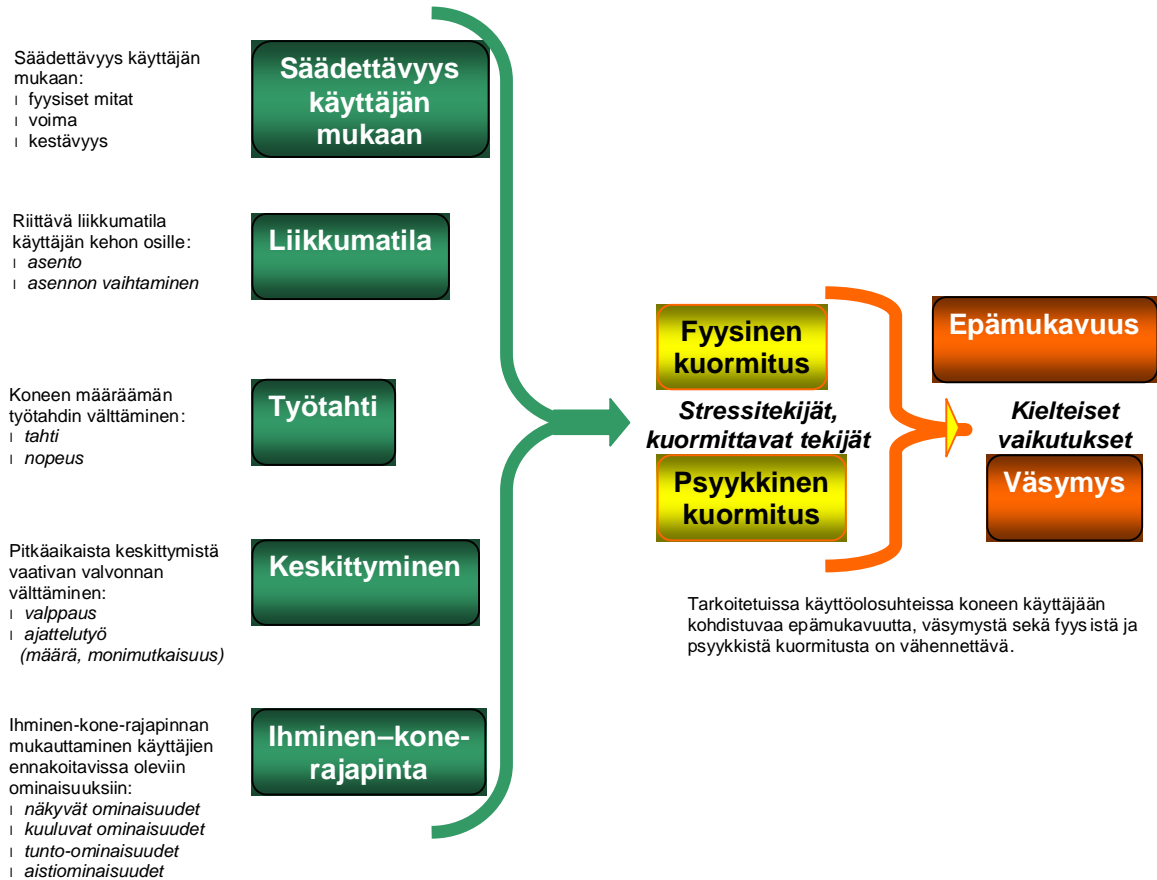 Säädettävyys käyttäjän
mukaan:
l fyysiset mitat
l voima
l kestävyys
Säädettävyys
käyttäjän
mukaan
Riittävä liikkumatila
käyttäjän kehon osille:
l asento
l asennon vaihtaminen
Liikkumatila
Koneen määräämän
työtahdin välttäminen:
l tahti
l nopeus
Työtahti
Pitkäaikaista keskittymistä
vaativan valvonnan
välttäminen:
l valppaus
l ajattelutyö
(määrä, monimutkaisuus)
Keskittyminen
Ihminen-kone-rajapinnan
mukauttaminen käyttäjien
ennakoitavissa oleviin
ominaisuuksiin:
l näkyvät ominaisuudet
l kuuluvat ominaisuudet
l tunto-ominaisuudet
l aistiominaisuudet
Ihminen–kone-
rajapinta
Fyysinen
kuormitus
Stressitekijät,
kuormittavat tekijät
Psyykkinen
kuormitus
Epämukavuus
Kielteiset
vaikutukset
Väsymys
Tarkoitetuissa käyttöolosuhteissa koneen käyttäjään
kohdistuvaa epämukavuutta, väsymystä sekä fyysistä ja
psyykkistä kuormitusta on vähennettävä.